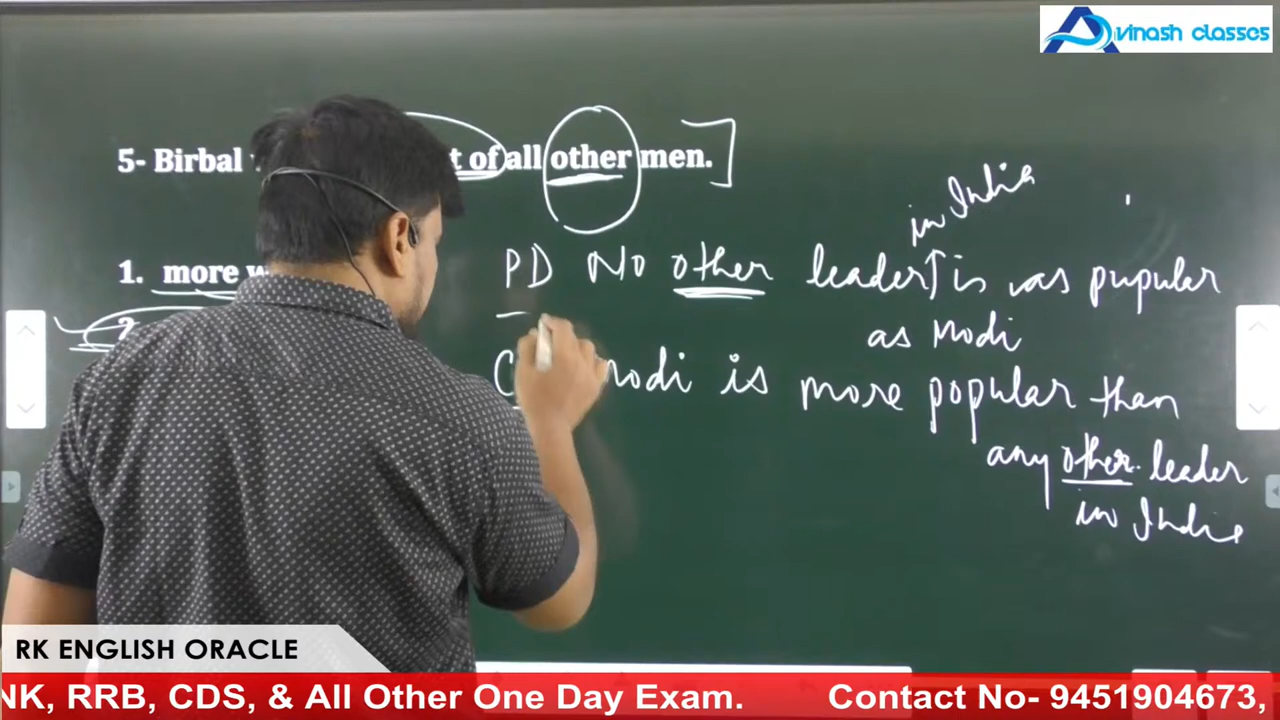 vinash classes
5- Birbal t of all other men.
in India
1. more w
PD No other leader is as pupular
as Modi
C modi is more popular than
any other leader
in India
RK ENGLISH ORACLE
NK, RRB, CDS, & All Other One Day Exam. Contact No- 9451904673,